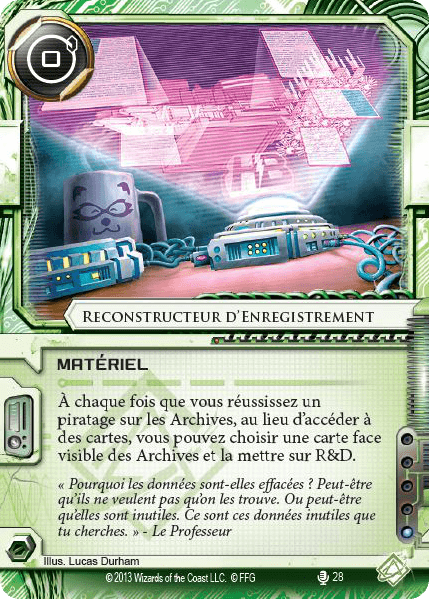 HB
RECONSTRUCTEUR D'ENREGISTREMENT
MATÉRIEL
À chaque fois que vous réussissez un
piratage sur les Archives, au lieu d'accéder à
des cartes, vous pouvez choisir une carte face
visible des Archives et la mettre sur R&D.
« Pourquoi les données sont-elles effacées ? Peut-être
qu'ils ne veulent pas qu'on les trouve. Ou peut-être
qu'elles sont inutiles. Ce sont ces données inutiles que
tu cherches. » - Le Professeur
Illus. Lucas Durham
© 2013 Wizards of the Coast LLC. © FFG 28